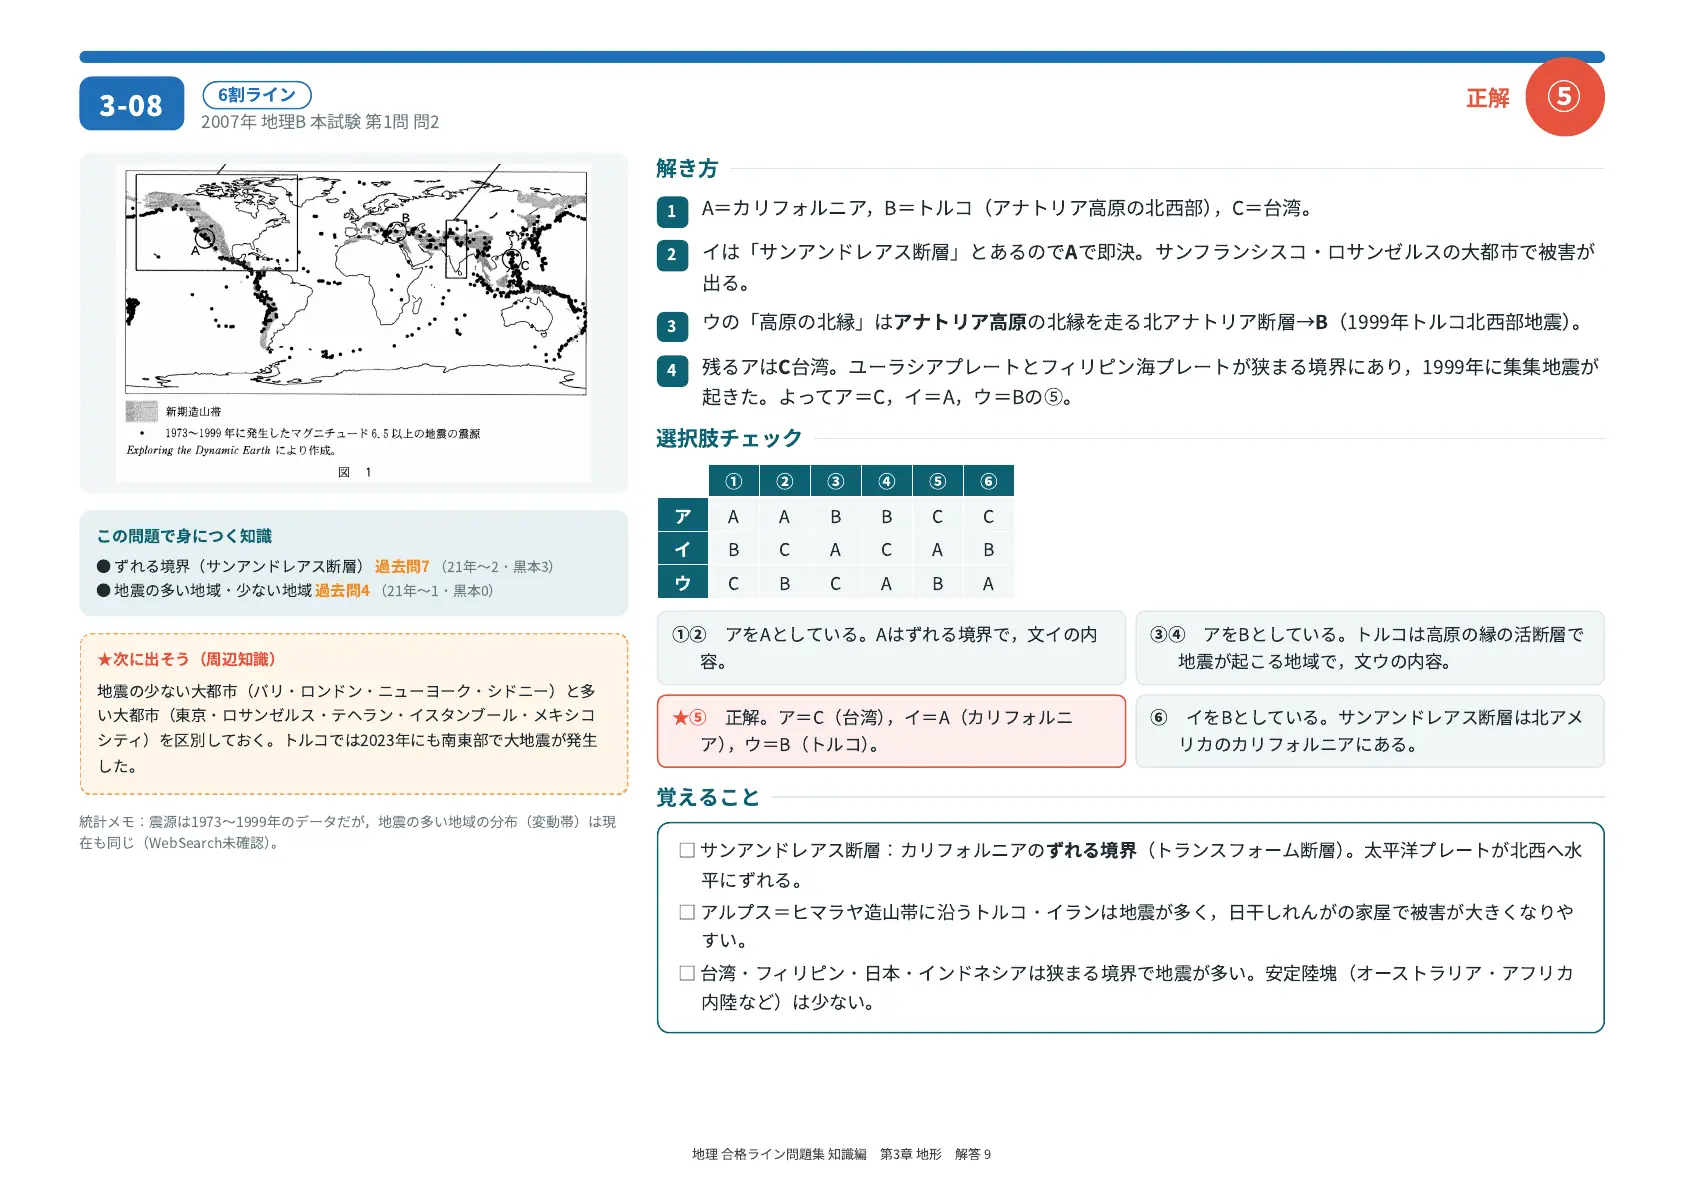 3-08
6割ライン
2007年 地理B 本試験 第1問 問2
正解 ⑤
A
B
C
新期造山帯
• 1973～1999 年に発生したマグニチュード 6.5 以上の地震の震源
Exploring the Dynamic Earth により作成。
図 1
この問題で身につく知識
●ずれる境界（サンアンドレアス断層） 過去問7 （21年～2・黒本3）
●地震の多い地域・少ない地域 過去問4 （21年～1・黒本0）
★次に出そう（周辺知識）
地震の少ない大都市（パリ・ロンドン・ニューヨーク・シドニー）と多
い大都市（東京・ロサンゼルス・テヘラン・イスタンブール・メキシコ
シティ）を区別しておく。トルコでは2023年にも南東部で大地震が発生
した。
統計メモ：震源は1973～1999年のデータだが，地震の多い地域の分布（変動帯）は現
在も同じ（WebSearch未確認）。
解き方
1 A＝カリフォルニア，B＝トルコ（アナトリア高原の北西部），C＝台湾。
2 イは「サンアンドレアス断層」とあるのでAで即決。サンフランシスコ・ロサンゼルスの大都市で被害が
出る。
3 ウの「高原の北縁」はアナトリア高原の北縁を走る北アナトリア断層→B（1999年トルコ北西部地震）。
4 残るアはC台湾。ユーラシアプレートとフィリピン海プレートが狭まる境界にあり，1999年に集集地震が
起きた。よってア＝C，イ＝A，ウ＝Bの⑤。
選択肢チェック
① ② ③ ④ ⑤ ⑥
ア A A B B C C
イ B C A C A B
ウ C B C A B A
①② アをAとしている。Aはずれる境界で，文イの内
容。
③④ アをBとしている。トルコは高原の縁の活断層で
地震が起こる地域で，文ウの内容。
★⑤ 正解。ア＝C（台湾），イ＝A（カリフォルニ
ア），ウ＝B（トルコ）。
⑥ イをBとしている。サンアンドレアス断層は北アメ
リカのカリフォルニアにある。
覚えること
□ サンアンドレアス断層：カリフォルニアのずれる境界（トランスフォーム断層）。太平洋プレートが北西へ水
平にずれる。
□ アルプス＝ヒマラヤ造山帯に沿うトルコ・イランは地震が多く，日干しれんがの家屋で被害が大きくなりや
すい。
□ 台湾・フィリピン・日本・インドネシアは狭まる境界で地震が多い。安定陸塊（オーストラリア・アフリカ
内陸など）は少ない。
地理 合格ライン問題集 知識編 第3章 地形 解答 9